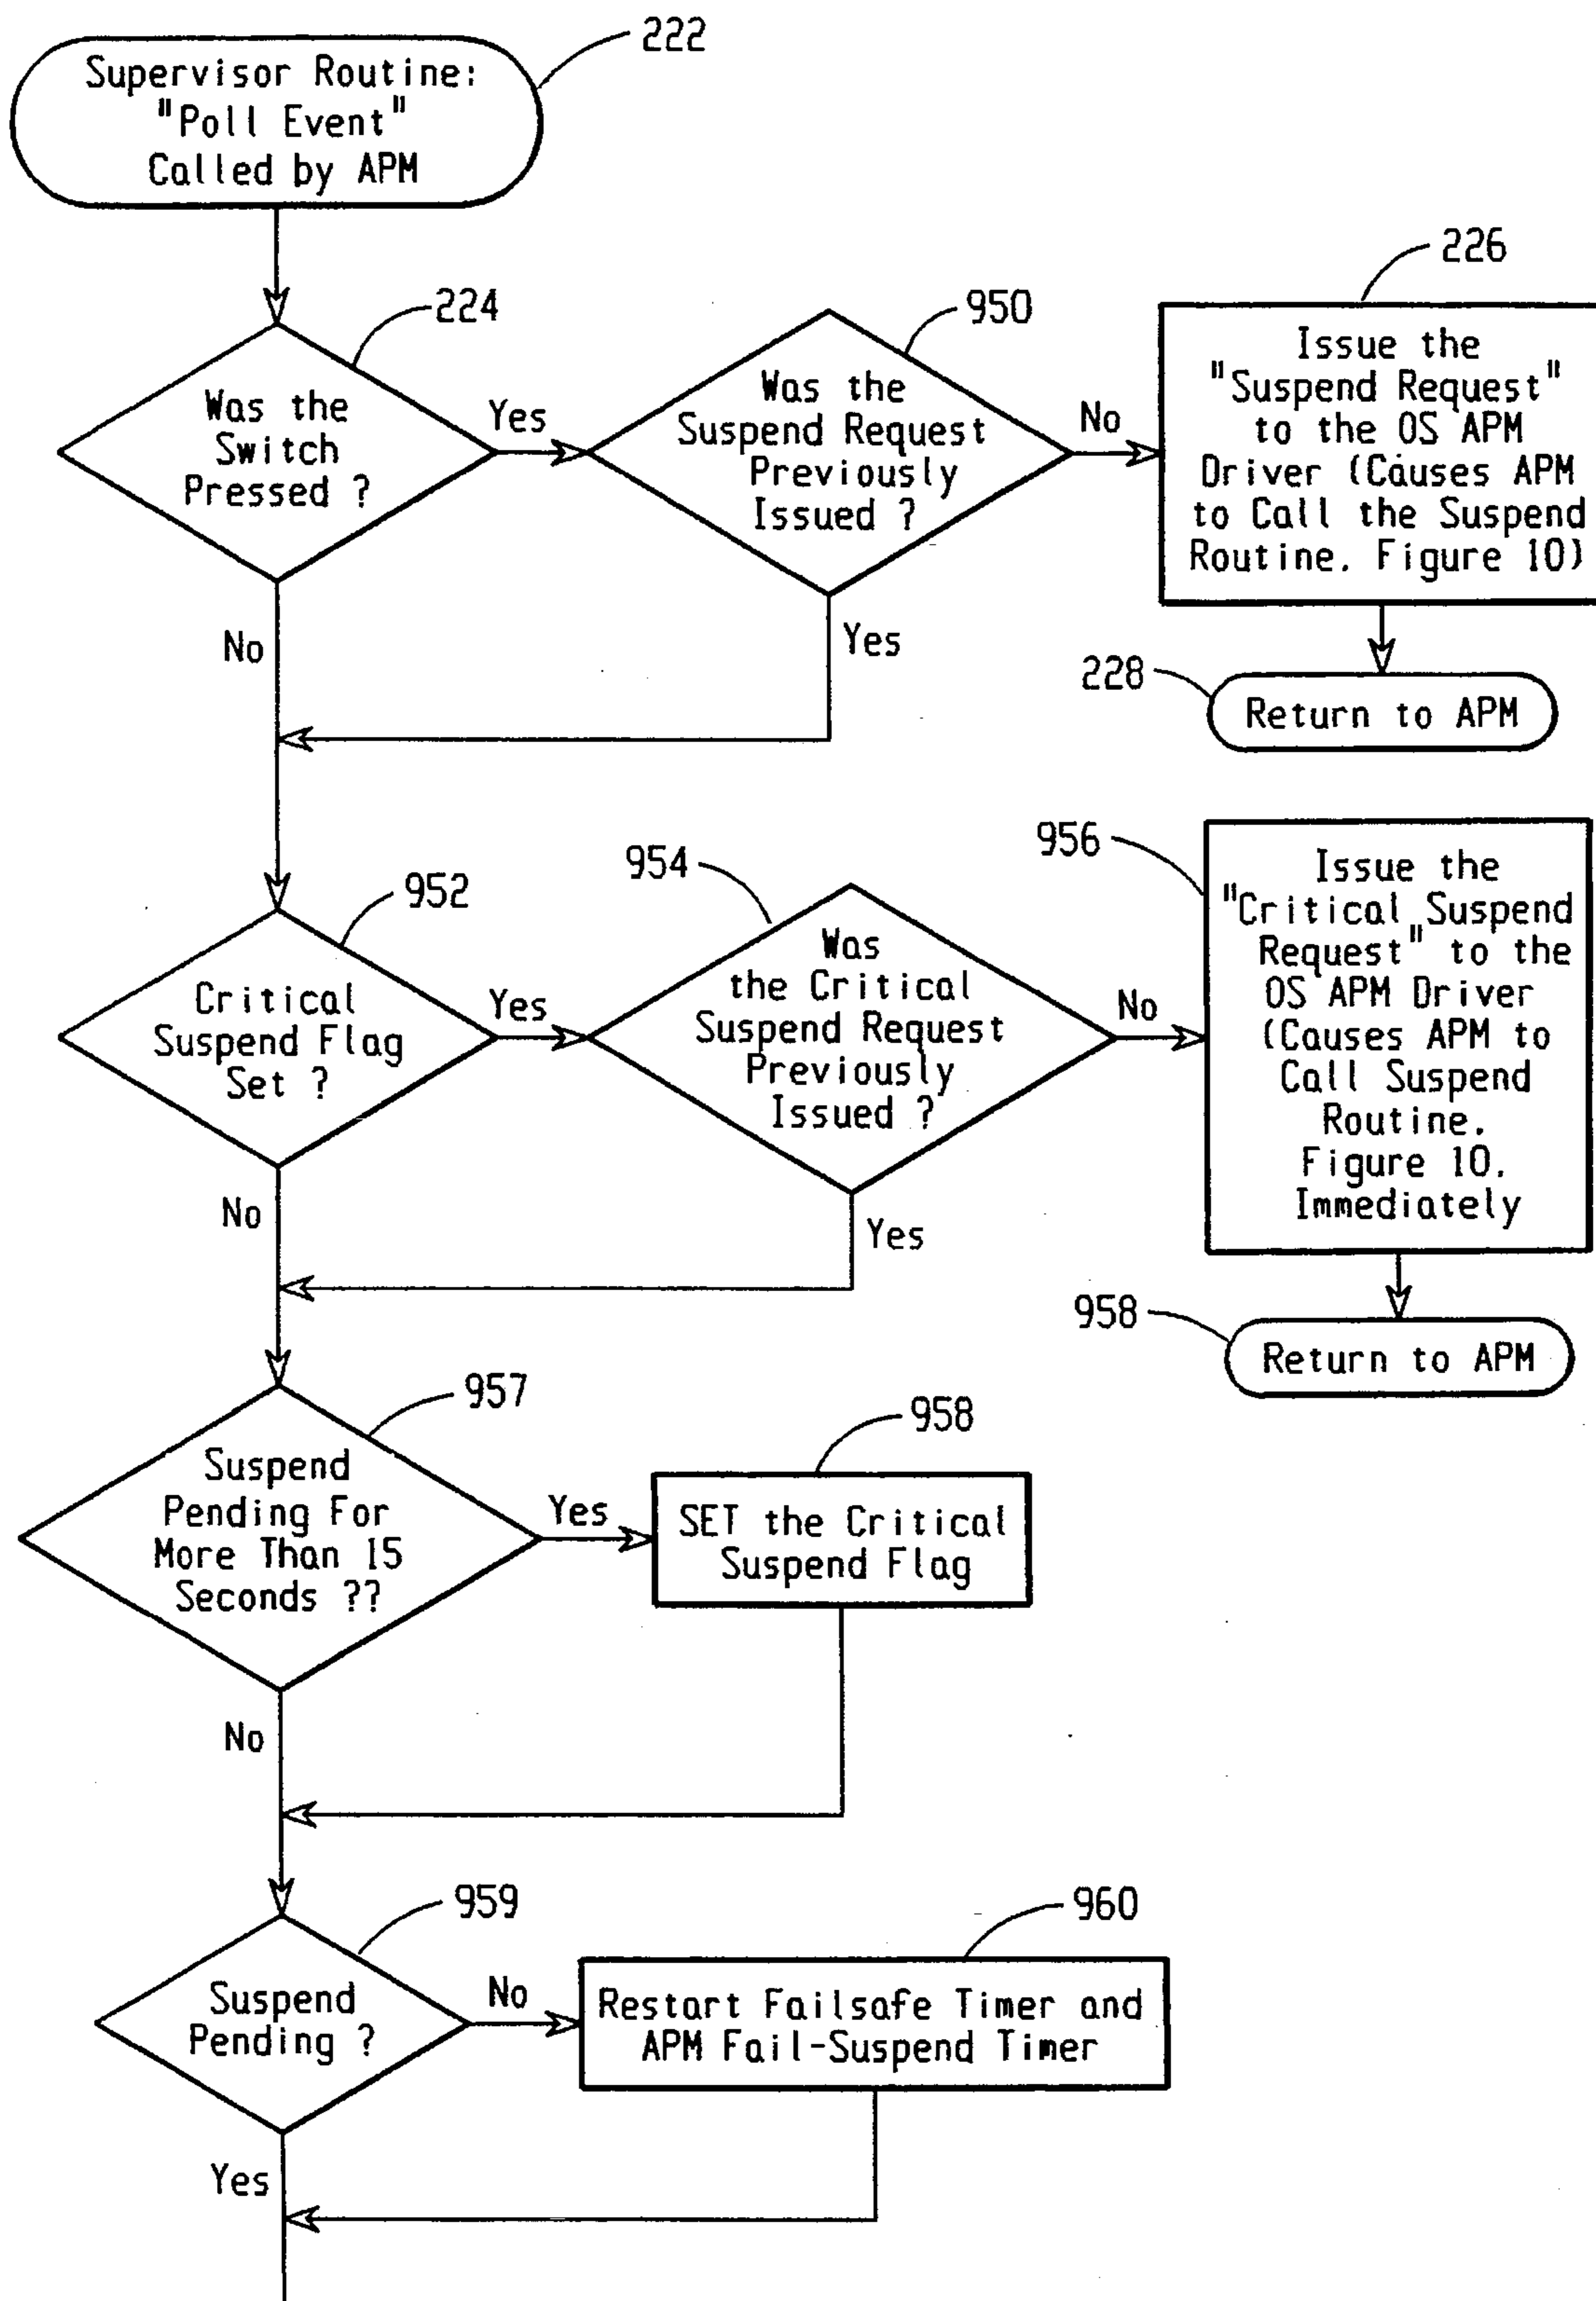 222
Supervisor Routine:
"Poll Event"
Called by APM
224
Was the
Switch
Pressed ?
Yes
No
950
Was the
Suspend Request
Previously
Issued ?
No
Yes
226
Issue the
"Suspend Request"
to the OS APM
Driver (Causes APM
to Call the Suspend
Routine. Figure 10)
228
Return to APM
952
Critical
Suspend Flag
Set ?
Yes
No
954
Was
the Critical
Suspend Request
Previously
Issued ?
No
Yes
956
Issue the
"Critical Suspend
Request" to the
OS APM Driver
(Causes APM to
Call Suspend
Routine.
Figure 10.
Immediately
958
Return to APM
957
Suspend
Pending For
More Than 15
Seconds ??
Yes
No
958
SET the Critical
Suspend Flag
959
Suspend
Pending ?
No
Yes
960
Restart Failsafe Timer and
APM Fail-Suspend Timer